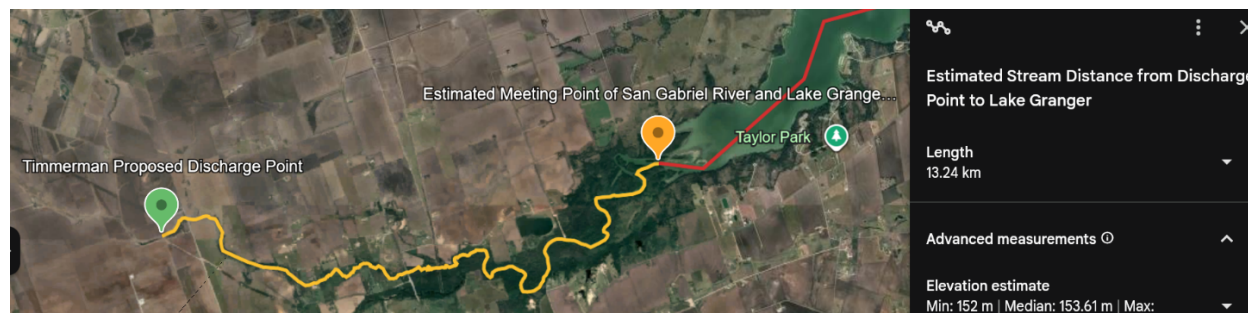 Estimated Meeting Point of San Gabriel River and Lake Grange...
Taylor Park
Timmerman Proposed Discharge Point
Estimated Stream Distance from Discharge
Point to Lake Granger
Length
13.24 km
Advanced measurements
Elevation estimate
Min: 152 m | Median: 153.61 m | Max: